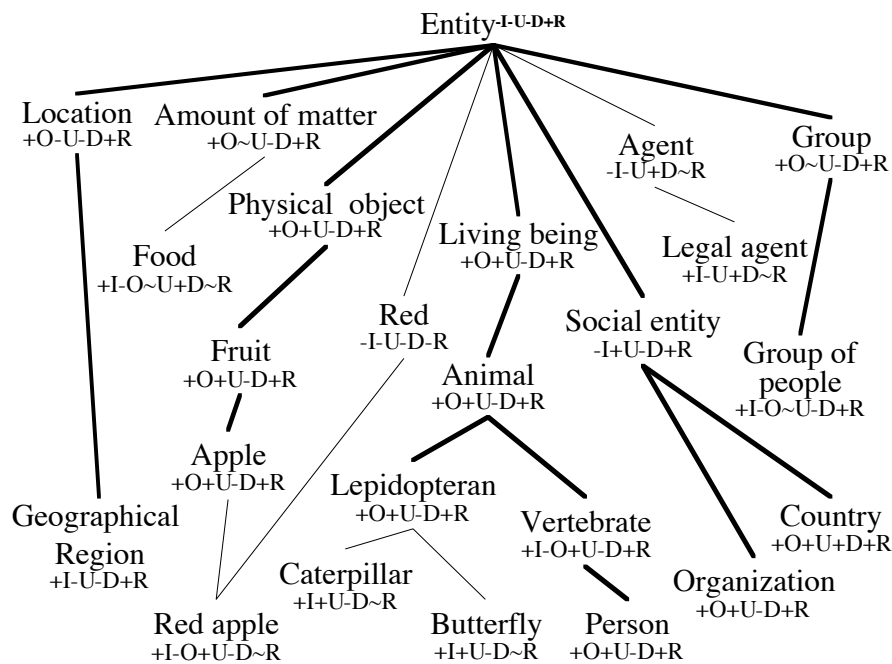 Entity-I-U-D+R
Location
+O-U-D+R
Amount of matter
+O~U-D+R
Agent
-I-U+D~R
Group
+O~U-D+R
Physical object
+O+U-D+R
Living being
+O+U-D+R
Legal agent
+I-U+D~R
Food
+I-O~U+D~R
Red
-I-U-D-R
Social entity
-I+U-D+R
Fruit
+O+U-D+R
Animal
+O+U-D+R
Group of
people
+I-O~U-D+R
Apple
+O+U-D+R
Lepidopteran
+O+U-D+R
Geographical
Region
+I-U-D+R
Vertebrate
+I-O+U-D+R
Country
+O+U+D+R
Caterpillar
+I+U-D~R
Organization
+O+U-D+R
Red apple
+I-O+U-D~R
Butterfly
+I+U-D~R
Person
+O+U-D+R